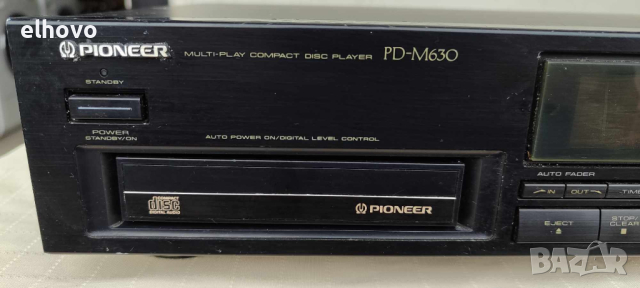 elhovo
PIONEER MULTI-PLAY COMPACT DISC PLAYER PD-M630
STANDBY
POWER
STANDBY/ON
AUTO POWER ON/DIGITAL LEVEL CONTROL
COMPACT
disc
DIGITAL AUDIO
PIONEER
AUTO FADER
IN OUT TIME
EJECT STOP/
CLEAR
bazar